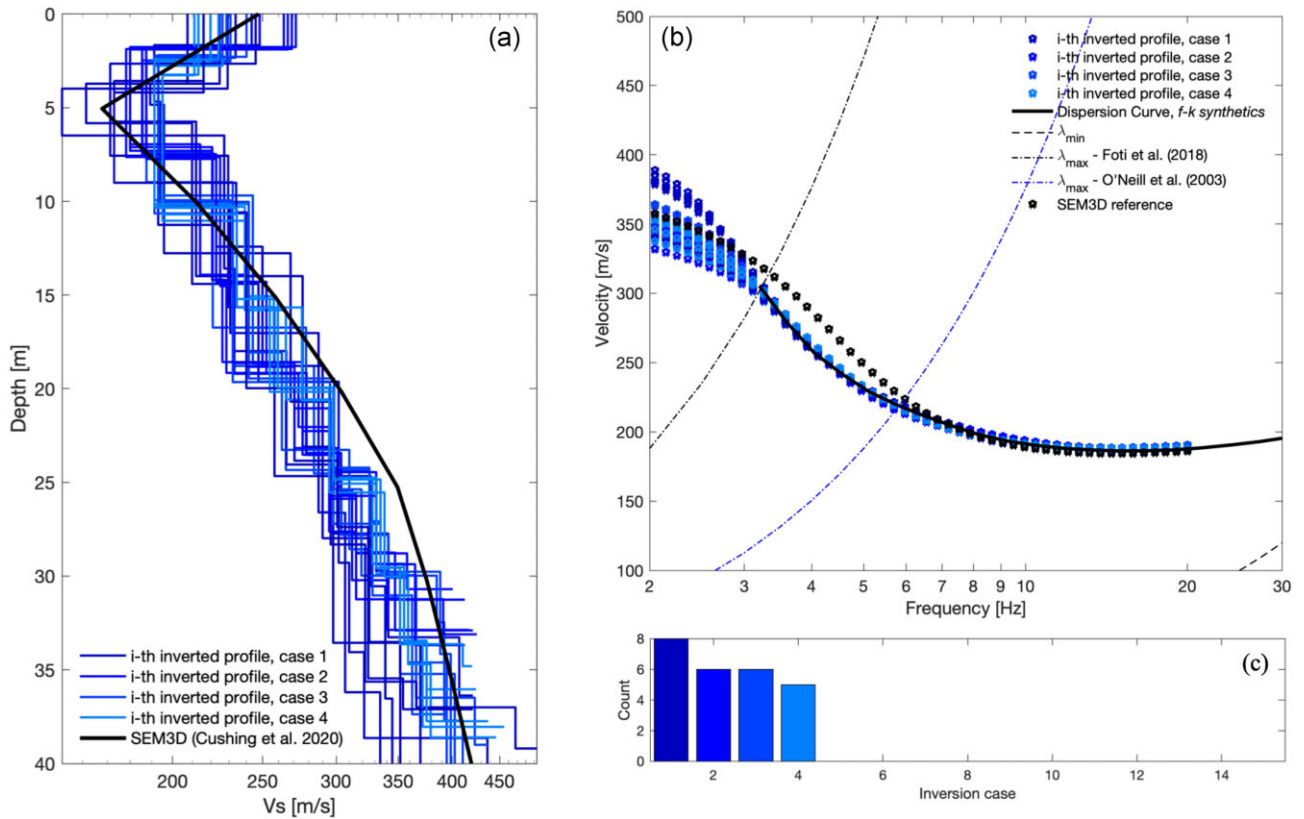 (a)
0
5
10
15
20
25
30
35
40
Depth [m]
i-th inverted profile, case 1
i-th inverted profile, case 2
i-th inverted profile, case 3
i-th inverted profile, case 4
SEM3D (Cushing et al. 2020)
200 250 300 350 400 450
Vs [m/s]
(b)
500
450
400
350
300
250
200
150
100
Velocity [m/s]
i-th inverted profile, case 1
i-th inverted profile, case 2
i-th inverted profile, case 3
i-th inverted profile, case 4
Dispersion Curve, f-k synthetics
λmin
λmax - Foti et al. (2018)
λmax - O'Neill et al. (2003)
SEM3D reference
2 3 4 5 6 7 8 9 10 20 30
Frequency [Hz]
(c)
8
6
4
2
0
Count
2 4 6 8 10 12 14
Inversion case